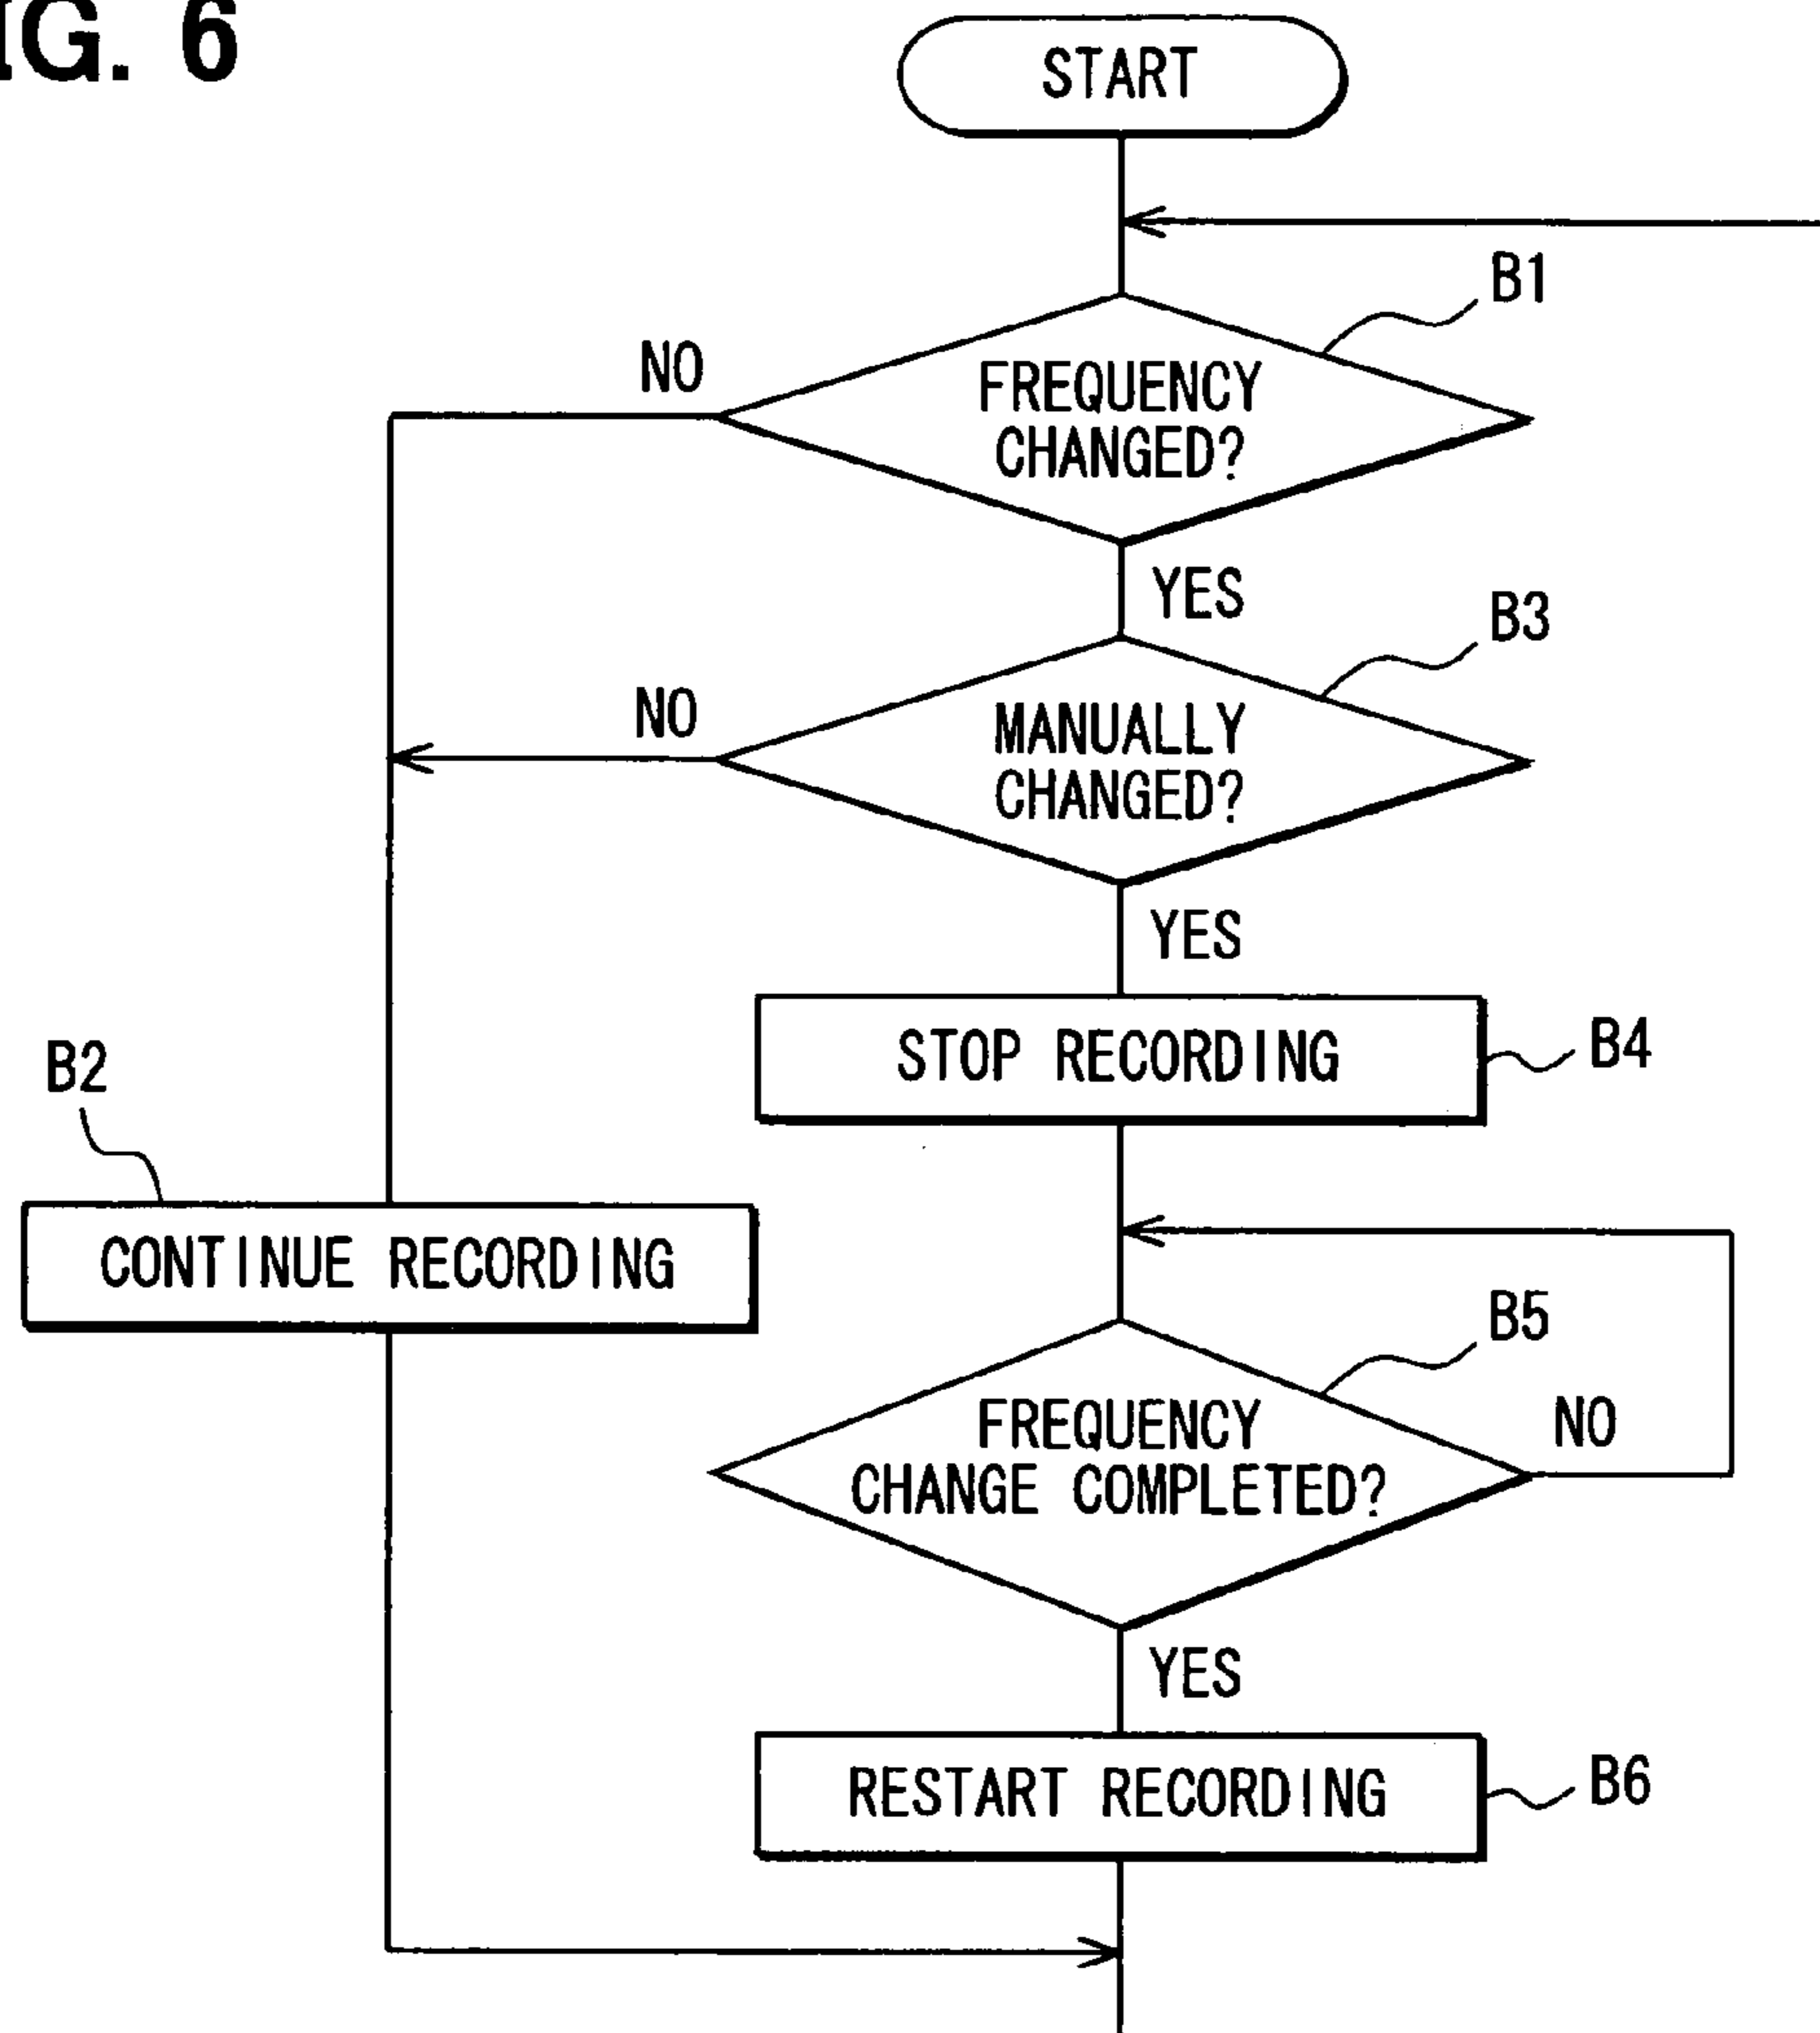 IG. 6
START
B1
NO
FREQUENCY
CHANGED?
YES
B3
NO
MANUALLY
CHANGED?
YES
STOP RECORDING
B4
B2
CONTINUE RECORDING
B5
FREQUENCY
CHANGE COMPLETED?
NO
YES
RESTART RECORDING
B6